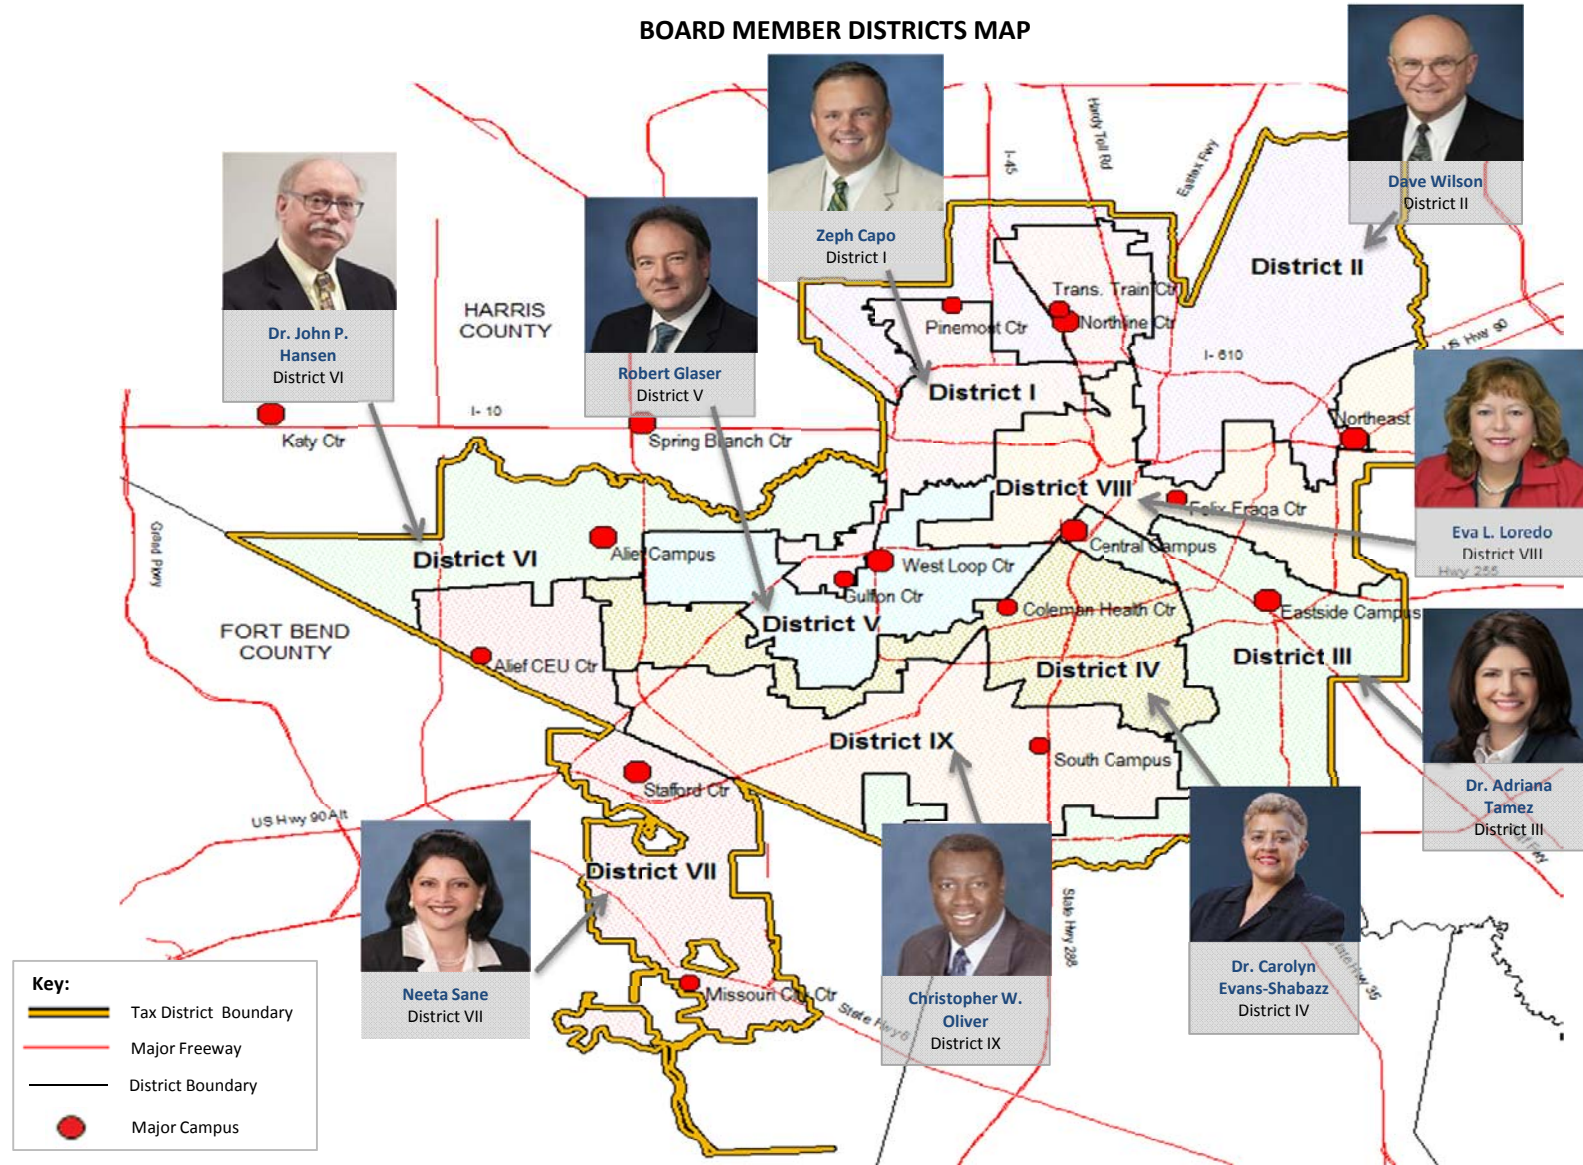 BOARD MEMBER DISTRICTS MAP
Dave Wilson
District II
Zeph Capo
District I
Dr. John P.
Hansen
District VI
Robert Glaser
District V
HARRIS
COUNTY
I-45
Hardy Toll Rd
Eastex Fwy
District II
Trans. Train Ctr
Pinemont Ctr
Northline Ctr
US Hwy 90
I- 610
District I
I- 10
Katy Ctr
Spring Branch Ctr
Northeast
District VIII
Felix Fraga Ctr
Eva L. Loredo
District VIII
Grand Pkwy
District VI
Alief Campus
Central Campus
West Loop Ctr
Hwy 255
Gulfton Ctr
Coleman Health Ctr
Eastside Campus
FORT BEND
COUNTY
District V
District III
Alief CEU Ctr
District IV
District IX
South Campus
Stafford Ctr
Dr. Adriana
Tamez
District III
US Hwy 90 Alt
District VII
State Hwy 288
Neeta Sane
District VII
Missouri City Ctr
State Hwy 6
Christopher W.
Oliver
District IX
Dr. Carolyn
Evans-Shabazz
District IV
State Hwy 35
Key:
Tax District Boundary
Major Freeway
District Boundary
Major Campus